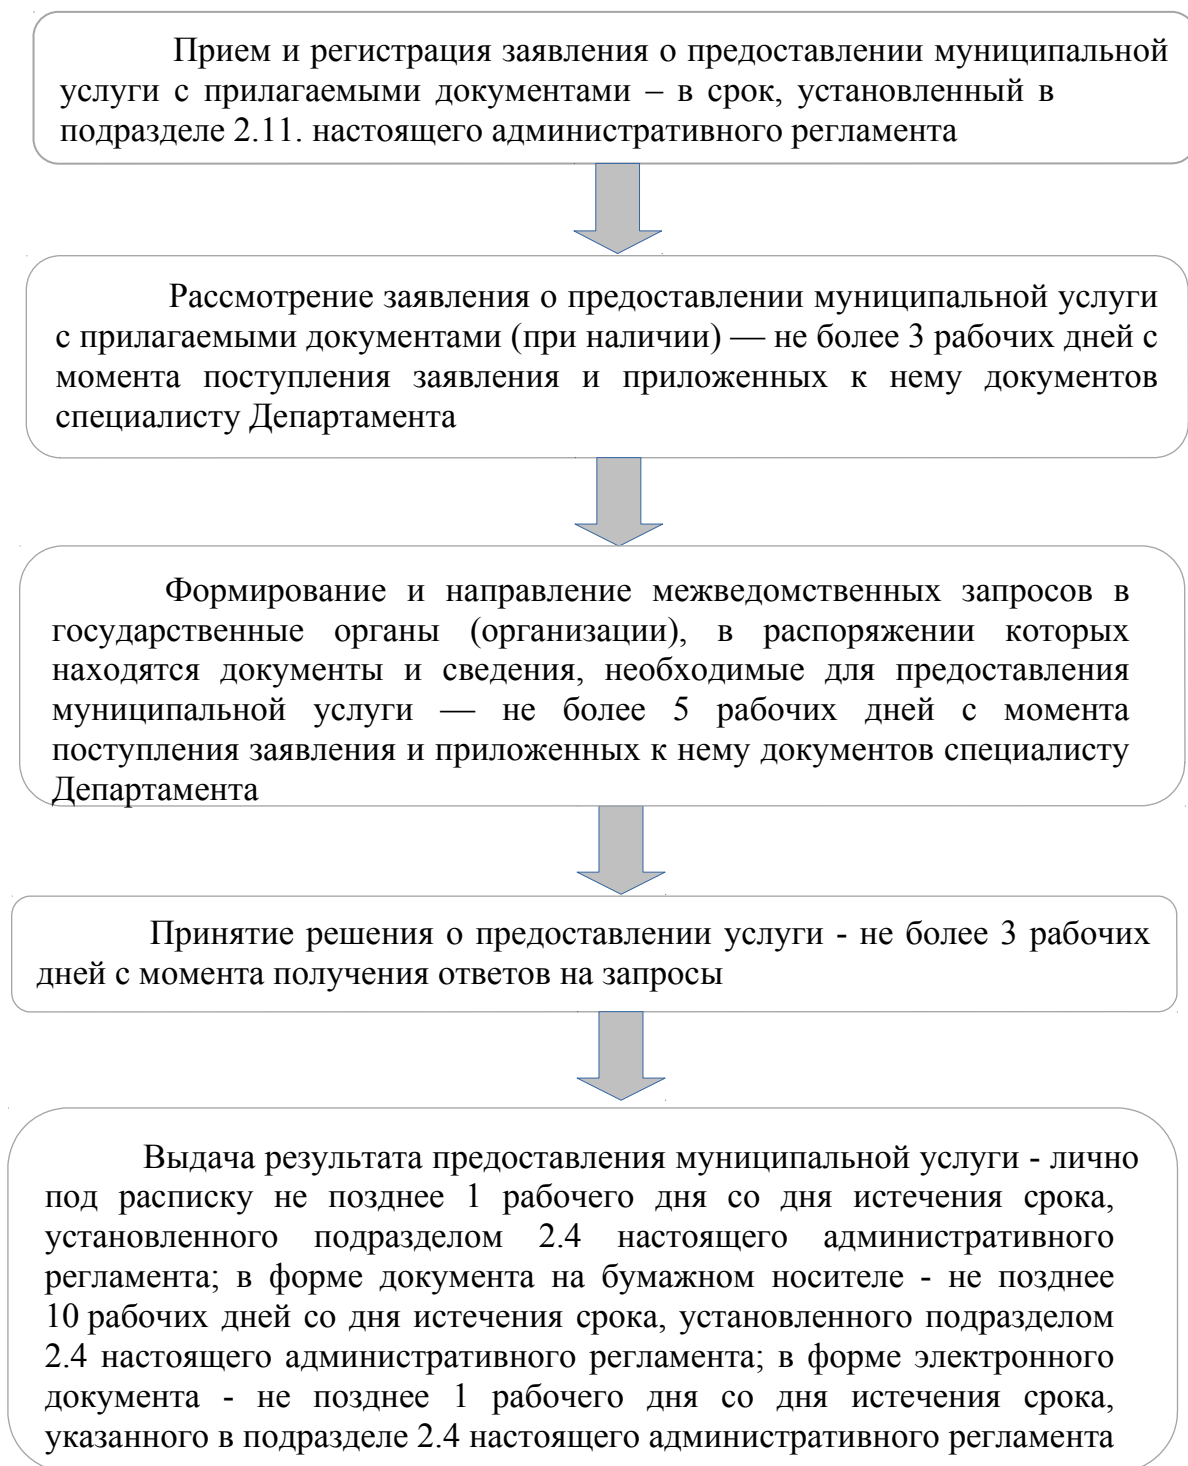 Прием и регистрация заявления о предоставлении муниципальной
услуги с прилагаемыми документами – в срок, установленный в
подразделе 2.11. настоящего административного регламента
Рассмотрение заявления о предоставлении муниципальной услуги
с прилагаемыми документами (при наличии) — не более 3 рабочих дней с
момента поступления заявления и приложенных к нему документов
специалисту Департамента
Формирование и направление межведомственных запросов в
государственные органы (организации), в распоряжении которых
находятся документы и сведения, необходимые для предоставления
муниципальной услуги — не более 5 рабочих дней с момента
поступления заявления и приложенных к нему документов специалисту
Департамента
Принятие решения о предоставлении услуги - не более 3 рабочих
дней с момента получения ответов на запросы
Выдача результата предоставления муниципальной услуги - лично
под расписку не позднее 1 рабочего дня со дня истечения срока,
установленного подразделом 2.4 настоящего административного
регламента; в форме документа на бумажном носителе - не позднее
10 рабочих дней со дня истечения срока, установленного подразделом
2.4 настоящего административного регламента; в форме электронного
документа - не позднее 1 рабочего дня со дня истечения срока,
указанного в подразделе 2.4 настоящего административного регламента